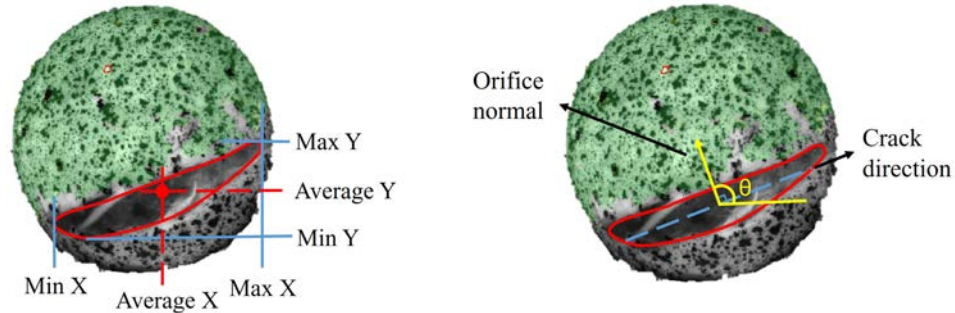 Max Y
Average Y
Min Y
Min X
Average X
Max X
Orifice
normal
θ
Crack
direction